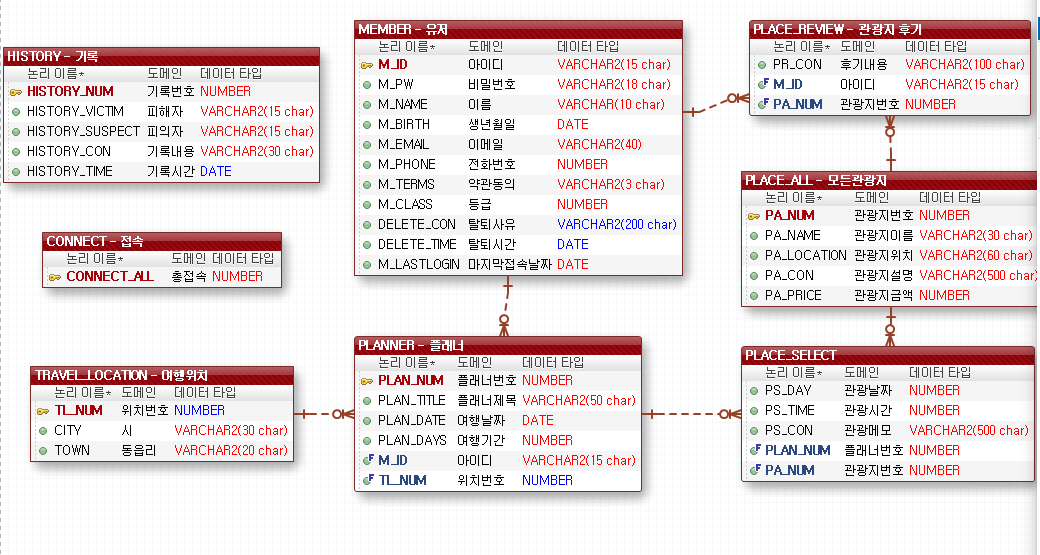 HISTORY - 기록
논리 이름* 도메인 데이터 타입
HISTORY_NUM 기록번호 NUMBER
HISTORY_VICTIM 피해자 VARCHAR2(15 char)
HISTORY_SUSPECT 피의자 VARCHAR2(15 char)
HISTORY_CON 기록내용 VARCHAR2(30 char)
HISTORY_TIME 기록시간 DATE
CONNECT - 접속
논리 이름* 도메인 데이터 타입
CONNECT_ALL 총접속 NUMBER
TRAVEL_LOCATION - 여행위치
논리 이름* 도메인 데이터 타입
TL_NUM 위치번호 NUMBER
CITY 시 VARCHAR2(30 char)
TOWN 동읍리 VARCHAR2(20 char)
MEMBER - 유저
논리 이름* 도메인 데이터 타입
M_ID 아이디 VARCHAR2(15 char)
M_PW 비밀번호 VARCHAR2(18 char)
M_NAME 이름 VARCHAR(10 char)
M_BIRTH 생년월일 DATE
M_EMAIL 이메일 VARCHAR2(40)
M_PHONE 전화번호 NUMBER
M_TERMS 약관동의 VARCHAR2(3 char)
M_CLASS 등급 NUMBER
DELETE_CON 탈퇴사유 VARCHAR2(200 char)
DELETE_TIME 탈퇴시간 DATE
M_LASTLOGIN 마지막접속날짜 DATE
PLANNER - 플래너
논리 이름* 도메인 데이터 타입
PLAN_NUM 플래너번호 NUMBER
PLAN_TITLE 플래너제목 VARCHAR2(50 char)
PLAN_DATE 여행날짜 DATE
PLAN_DAYS 여행기간 NUMBER
M_ID 아이디 VARCHAR2(15 char)
TL_NUM 위치번호 NUMBER
PLACE_REVIEW - 관광지 후기
논리 이름* 도메인 데이터 타입
PR_CON 후기내용 VARCHAR2(100 char)
M_ID 아이디 VARCHAR2(15 char)
PA_NUM 관광지번호 NUMBER
PLACE_ALL - 모든관광지
논리 이름* 도메인 데이터 타입
PA_NUM 관광지번호 NUMBER
PA_NAME 관광지이름 VARCHAR2(30 char)
PA_LOCATION 관광지위치 VARCHAR2(60 char)
PA_CON 관광지설명 VARCHAR2(500 char)
PA_PRICE 관광지금액 NUMBER
PLACE_SELECT
논리 이름* 도메인 데이터 타입
PS_DAY 관광날짜 NUMBER
PS_TIME 관광시간 NUMBER
PS_CON 관광메모 VARCHAR2(500 char)
PLAN_NUM 플래너번호 NUMBER
PA_NUM 관광지번호 NUMBER